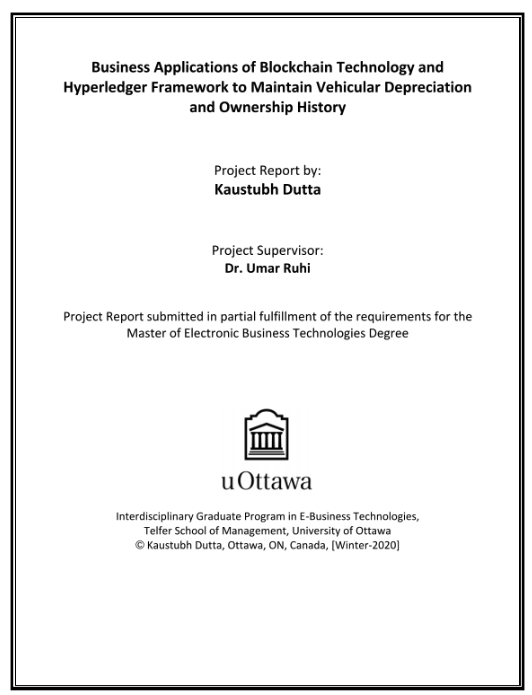 Business Applications of Blockchain Technology and
Hyperledger Framework to Maintain Vehicular Depreciation
and Ownership History
Project Report by:
Kaustubh Dutta
Project Supervisor:
Dr. Umar Ruhi
Project Report submitted in partial fulfillment of the requirements for the
Master of Electronic Business Technologies Degree
uOttawa
Interdisciplinary Graduate Program in E-Business Technologies,
Telfer School of Management, University of Ottawa
© Kaustubh Dutta, Ottawa, ON, Canada, [Winter-2020]